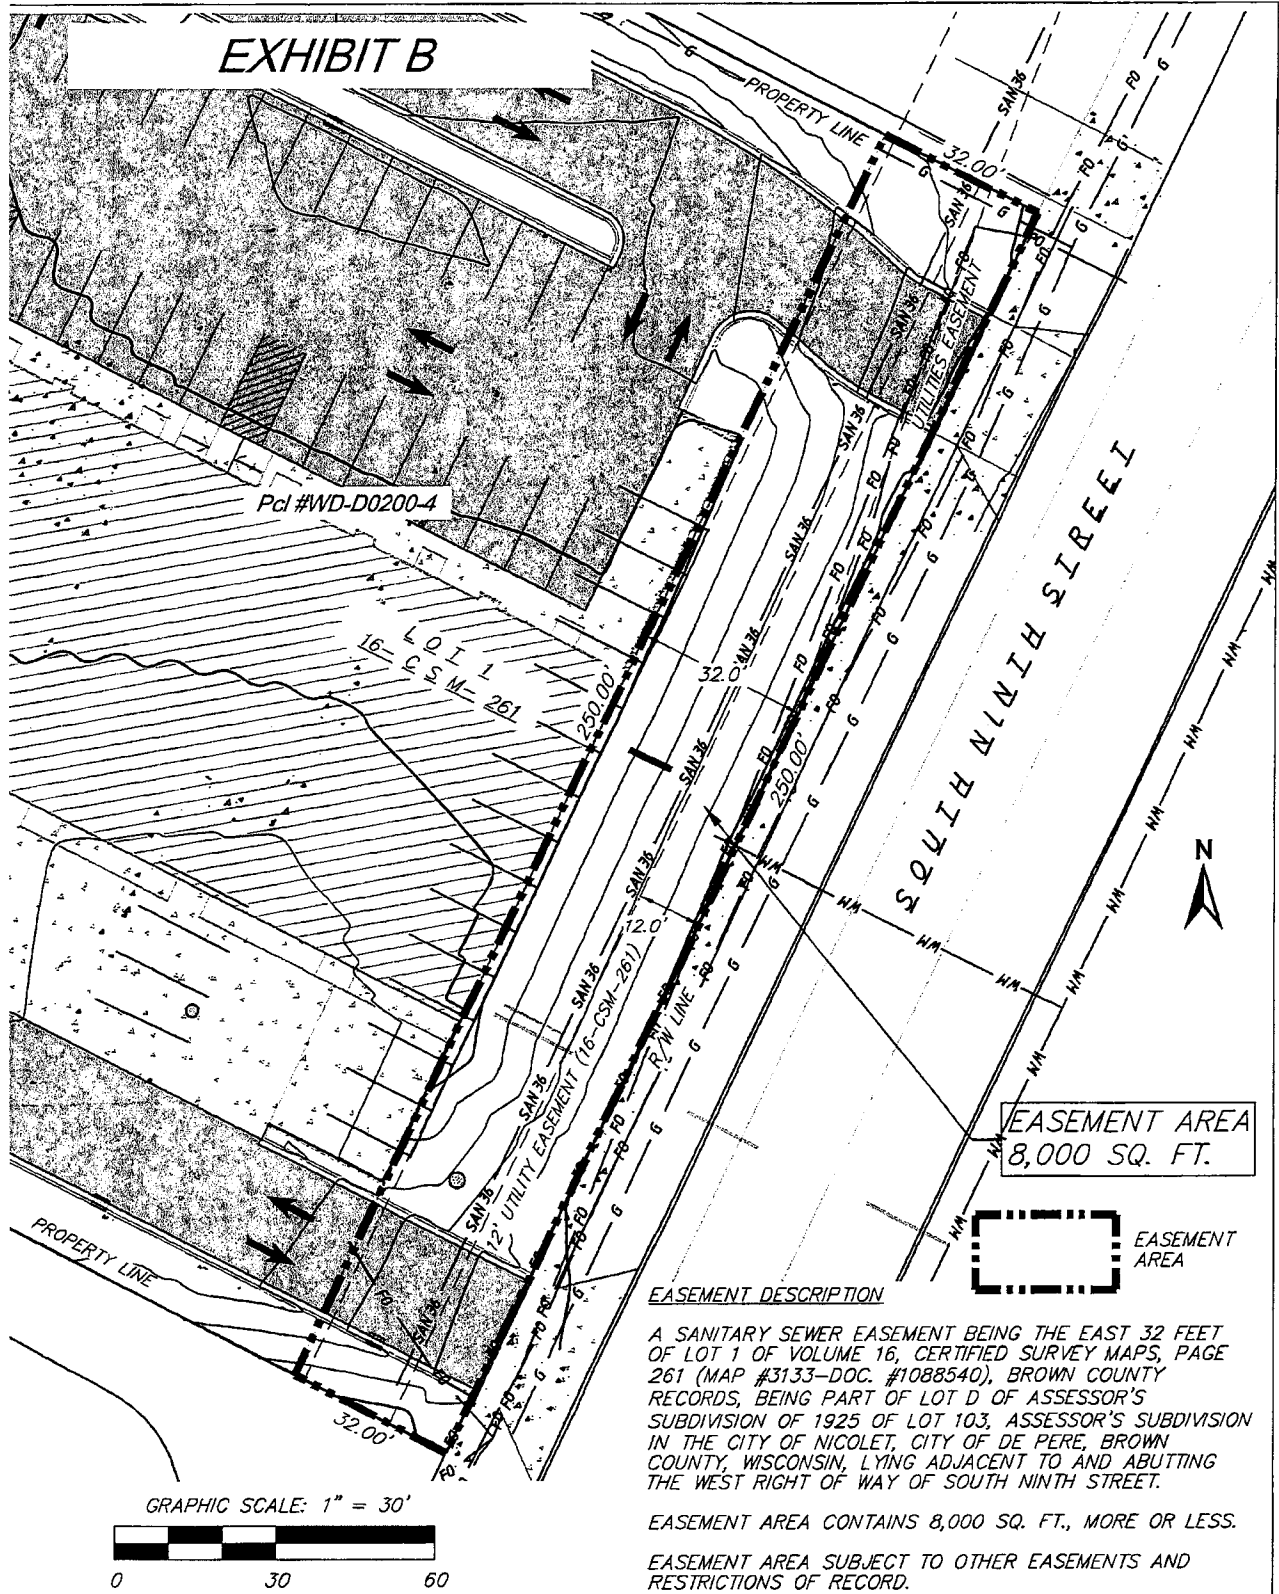 EXHIBIT B
PROPERTY LINE
32.00'
SAN 36
FO
G
UTILITIES EASEMENT
Pcl #WD-D0200-4
LOT 1
16-CSM-261
250.00'
32.0'
250.00'
12.0'
SOUTH NINTH STREET
WM
N
12' UTILITY EASEMENT (16-CSM-261)
R/W LINE
EASEMENT AREA
8,000 SQ. FT.
EASEMENT
AREA
PROPERTY LINE
32.00'
GRAPHIC SCALE: 1" = 30'
0 30 60
EASEMENT DESCRIPTION
A SANITARY SEWER EASEMENT BEING THE EAST 32 FEET
OF LOT 1 OF VOLUME 16, CERTIFIED SURVEY MAPS, PAGE
261 (MAP #3133-DOC. #1088540), BROWN COUNTY
RECORDS, BEING PART OF LOT D OF ASSESSOR'S
SUBDIVISION OF 1925 OF LOT 103, ASSESSOR'S SUBDIVISION
IN THE CITY OF NICOLET, CITY OF DE PERE, BROWN
COUNTY, WISCONSIN, LYING ADJACENT TO AND ABUTTING
THE WEST RIGHT OF WAY OF SOUTH NINTH STREET.
EASEMENT AREA CONTAINS 8,000 SQ. FT., MORE OR LESS.
EASEMENT AREA SUBJECT TO OTHER EASEMENTS AND
RESTRICTIONS OF RECORD.